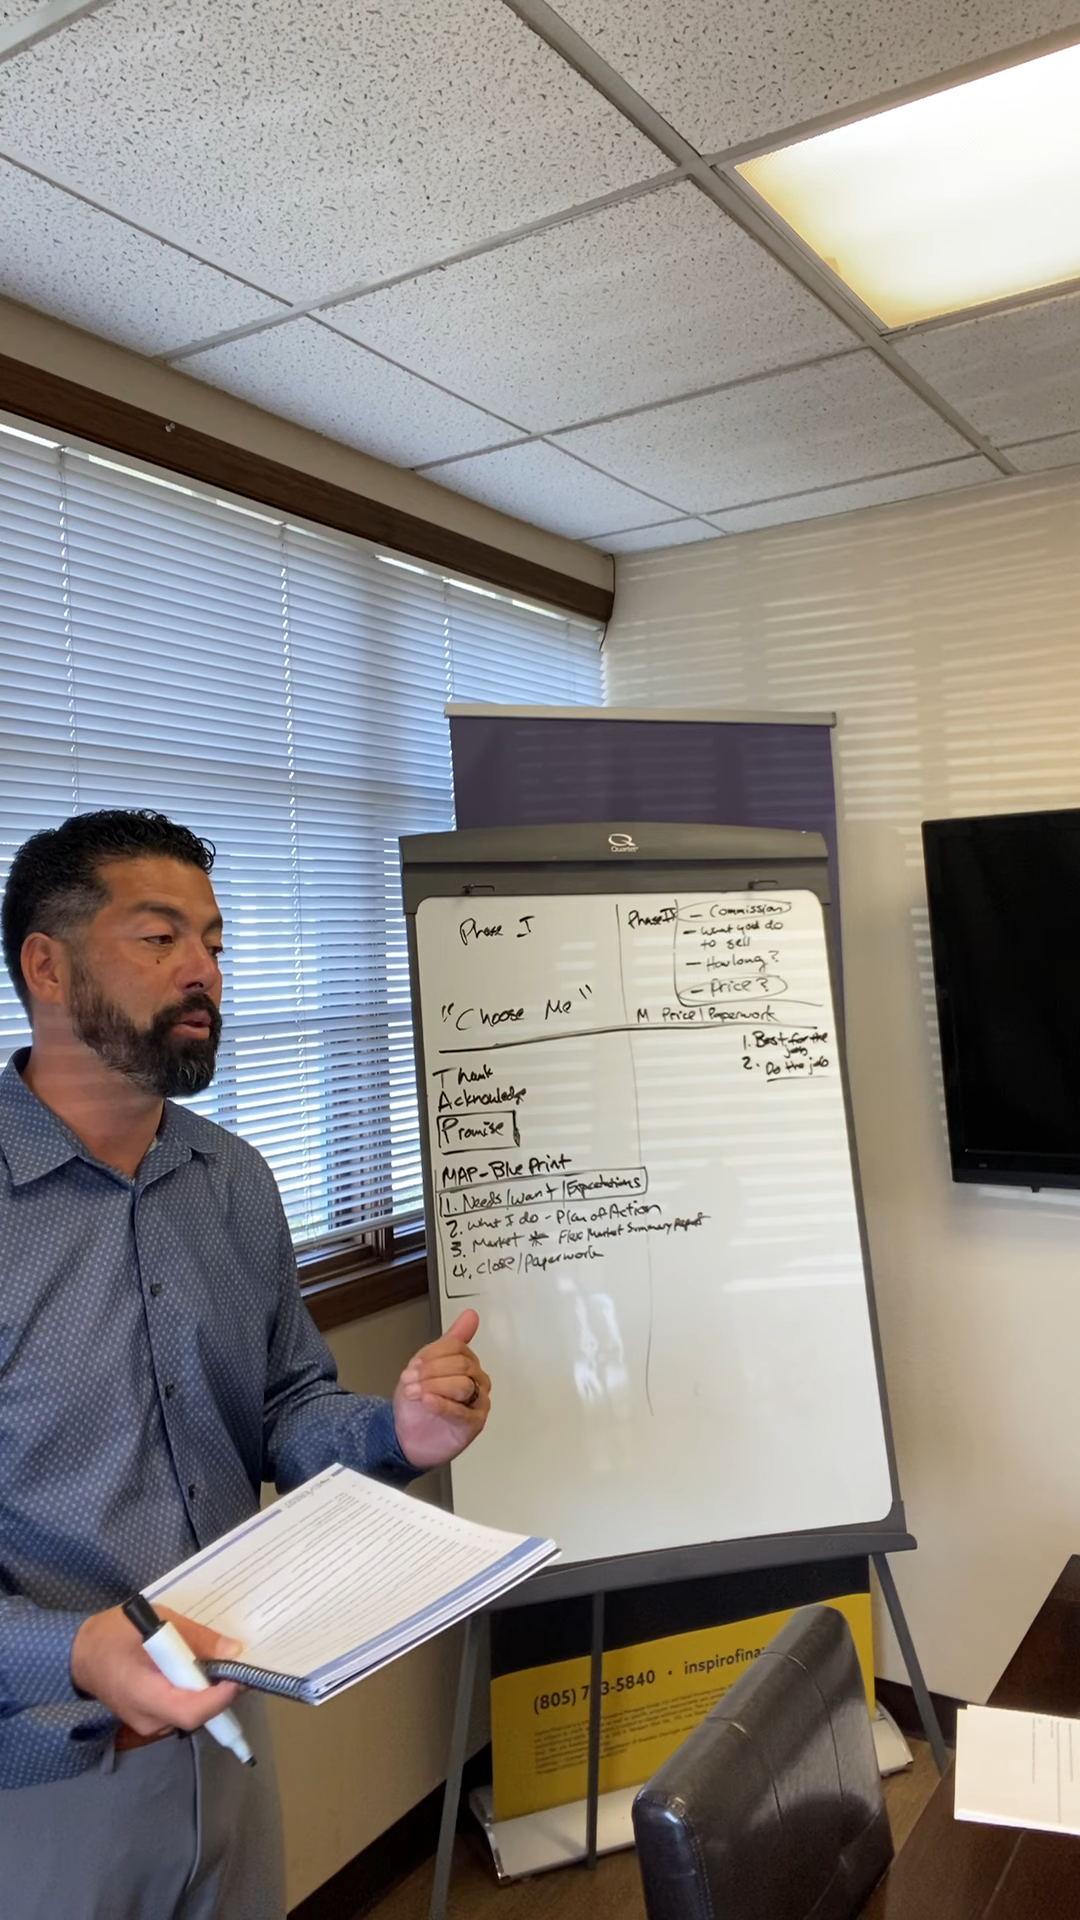 Quartet
Phase I
"Choose Me"
Phase II
- Commission
- What you do
to sell
- How long?
- Price?
M Price/Paperwork
1. Best for the
job
2. Do the job
Thank
Acknowledge
Promise
MAP-Blue Print
1. Needs/want/Expectations
2. What I do - Plan of Action
3. Market * Flex Market Summary Report
4. Close/Paperwork
(805) 7 3-5840 · inspirofina